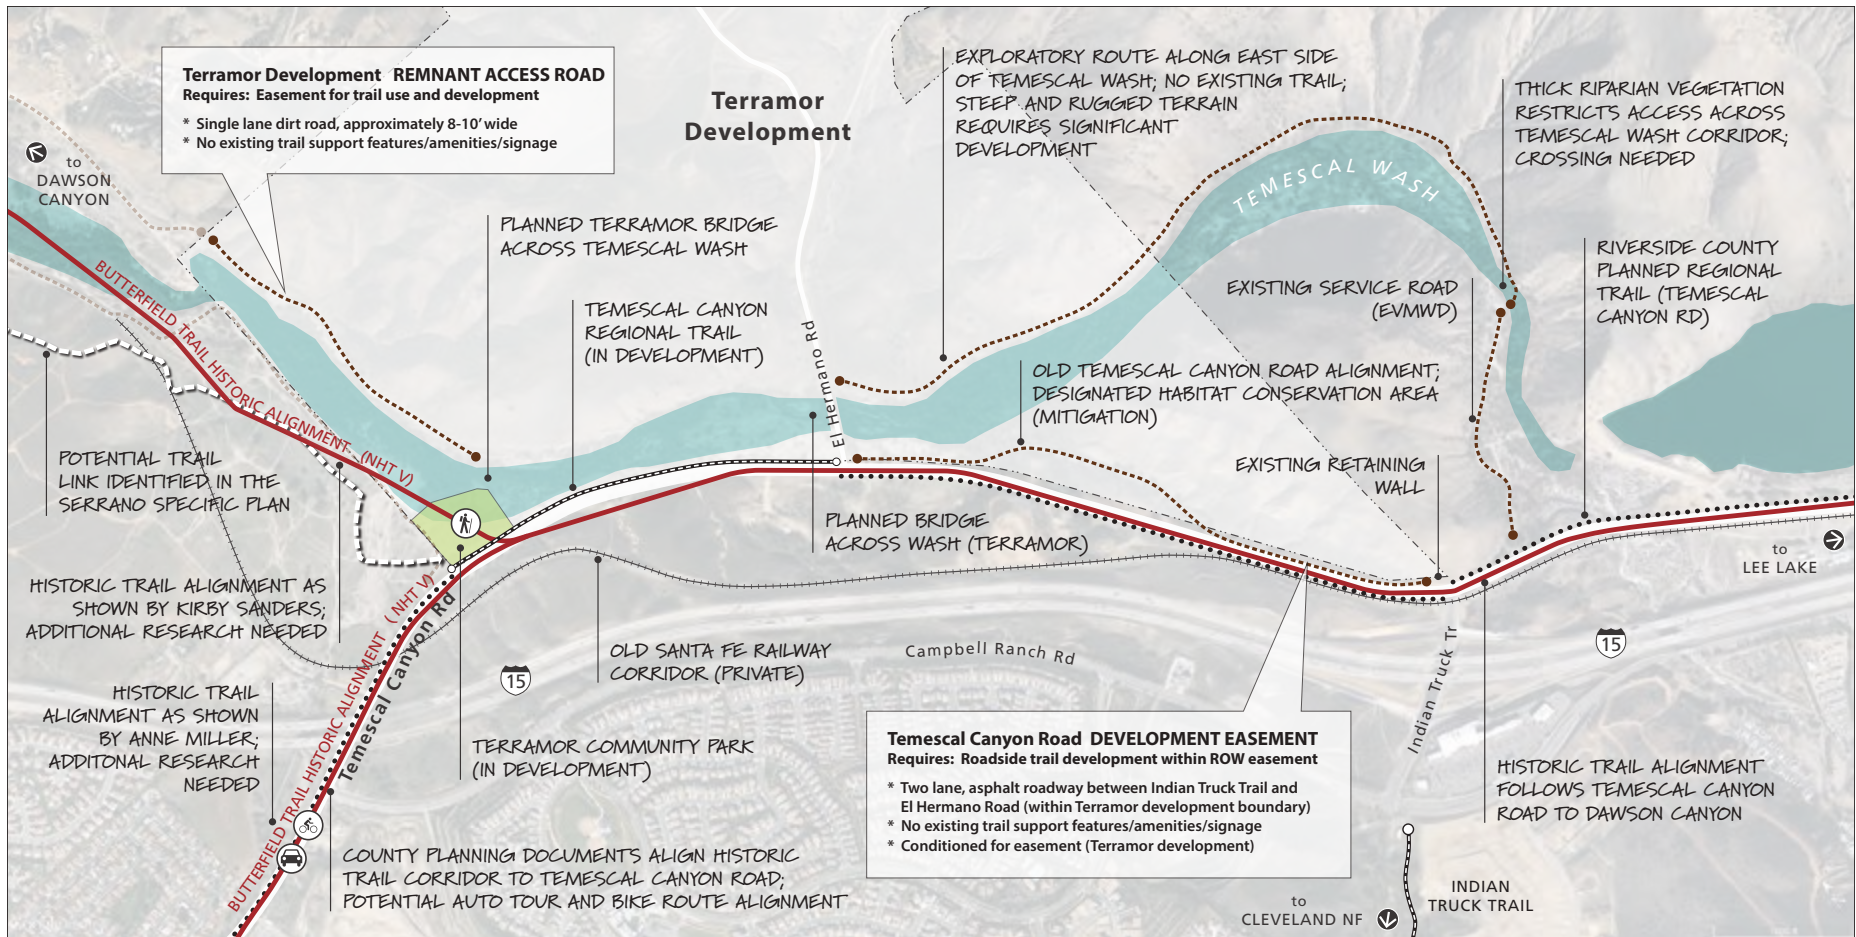 Terramor Development REMNANT ACCESS ROAD
Requires: Easement for trail use and development
* Single lane dirt road, approximately 8-10' wide
* No existing trail support features/amenities/signage
to
DAWSON
CANYON
Terramor
Development
EXPLORATORY ROUTE ALONG EAST SIDE
OF TEMESCAL WASH; NO EXISTING TRAIL;
STEEP AND RUGGED TERRAIN
REQUIRES SIGNIFICANT
DEVELOPMENT
THICK RIPARIAN VEGETATION
RESTRICTS ACCESS ACROSS
TEMESCAL WASH CORRIDOR;
CROSSING NEEDED
TEMESCAL WASH
PLANNED TERRAMOR BRIDGE
ACROSS TEMESCAL WASH
TEMESCAL CANYON
REGIONAL TRAIL
(IN DEVELOPMENT)
El Hermano Rd
EXISTING SERVICE ROAD
(EVMWD)
RIVERSIDE COUNTY
PLANNED REGIONAL
TRAIL (TEMESCAL
CANYON RD)
OLD TEMESCAL CANYON ROAD ALIGNMENT;
DESIGNATED HABITAT CONSERVATION AREA
(MITIGATION)
EXISTING RETAINING
WALL
BUTTERFIELD TRAIL HISTORIC ALIGNMENT (NHT V)
POTENTIAL TRAIL
LINK IDENTIFIED IN THE
SERRANO SPECIFIC PLAN
PLANNED BRIDGE
ACROSS WASH (TERRAMOR)
to
LEE LAKE
HISTORIC TRAIL ALIGNMENT AS
SHOWN BY KIRBY SANDERS;
ADDITIONAL RESEARCH NEEDED
BUTTERFIELD TRAIL HISTORIC ALIGNMENT (NHT V)
Temescal Canyon Rd
OLD SANTA FE RAILWAY
CORRIDOR (PRIVATE)
Campbell Ranch Rd
15
15
Indian Truck Tr
HISTORIC TRAIL
ALIGNMENT AS SHOWN
BY ANNE MILLER;
ADDITONAL RESEARCH
NEEDED
TERRAMOR COMMUNITY PARK
(IN DEVELOPMENT)
Temescal Canyon Road DEVELOPMENT EASEMENT
Requires: Roadside trail development within ROW easement
* Two lane, asphalt roadway between Indian Truck Trail and
El Hermano Road (within Terramor development boundary)
* No existing trail support features/amenities/signage
* Conditioned for easement (Terramor development)
HISTORIC TRAIL ALIGNMENT
FOLLOWS TEMESCAL CANYON
ROAD TO DAWSON CANYON
COUNTY PLANNING DOCUMENTS ALIGN HISTORIC
TRAIL CORRIDOR TO TEMESCAL CANYON ROAD;
POTENTIAL AUTO TOUR AND BIKE ROUTE ALIGNMENT
to
CLEVELAND NF
INDIAN
TRUCK TRAIL